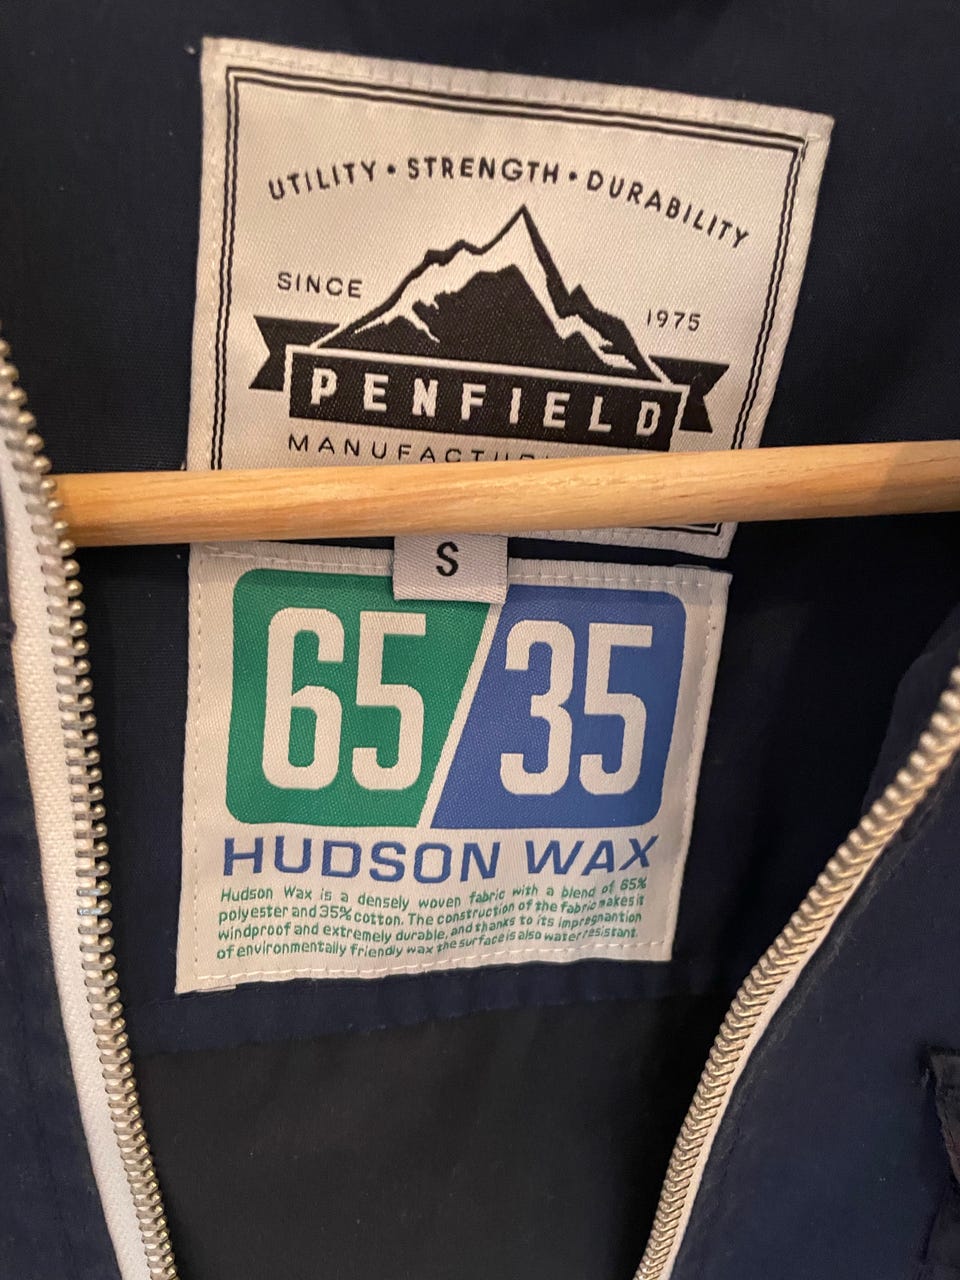 UTILITY • STRENGTH • DURABILITY
SINCE 1975
PENFIELD
S
65 35
HUDSON WAX
Hudson Wax is a densely woven fabric with a blend of 65%
polyester and 35% cotton. The construction of the fabric makes it
windproof and extremely durable, and thanks to its impregnantion
of environmentally friendly wax the surface is also water resistant.